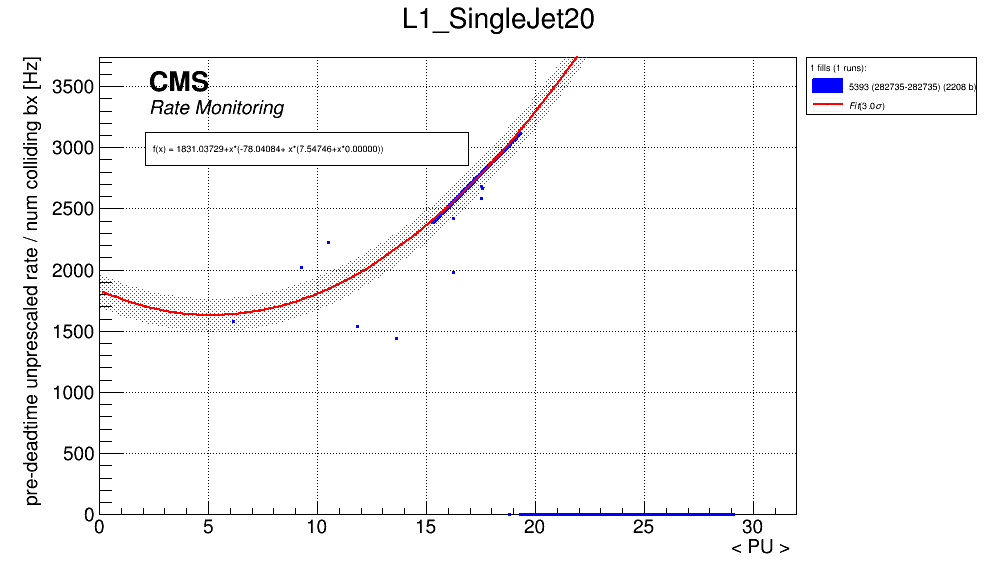 L1_SingleJet20
pre-deadtime unprescaled rate / num colliding bx [Hz]
3500
3000
2500
2000
1500
1000
500
0
CMS
Rate Monitoring
f(x) = 1831.03729+x*(-78.04084+ x*(7.54746+x*0.00000))
1 fills (1 runs):
5393 (282735-282735) (2208 b)
Fit(3.0σ)
0 5 10 15 20 25 30
< PU >